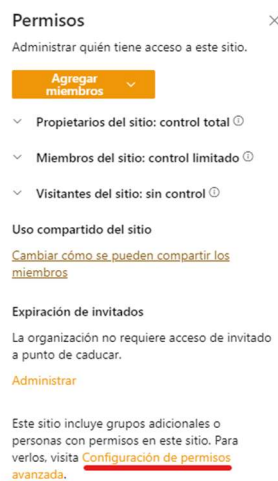 Permisos
Administrar quién tiene acceso a este sitio.
Agregar
miembros
Propietarios del sitio: control total
Miembros del sitio: control limitado
Visitantes del sitio: sin control
Uso compartido del sitio
Cambiar cómo se pueden compartir los
miembros
Expiración de invitados
La organización no requiere acceso de invitado
a punto de caducar.
Administrar
Este sitio incluye grupos adicionales o
personas con permisos en este sitio. Para
verlos, visita Configuración de permisos
avanzada.